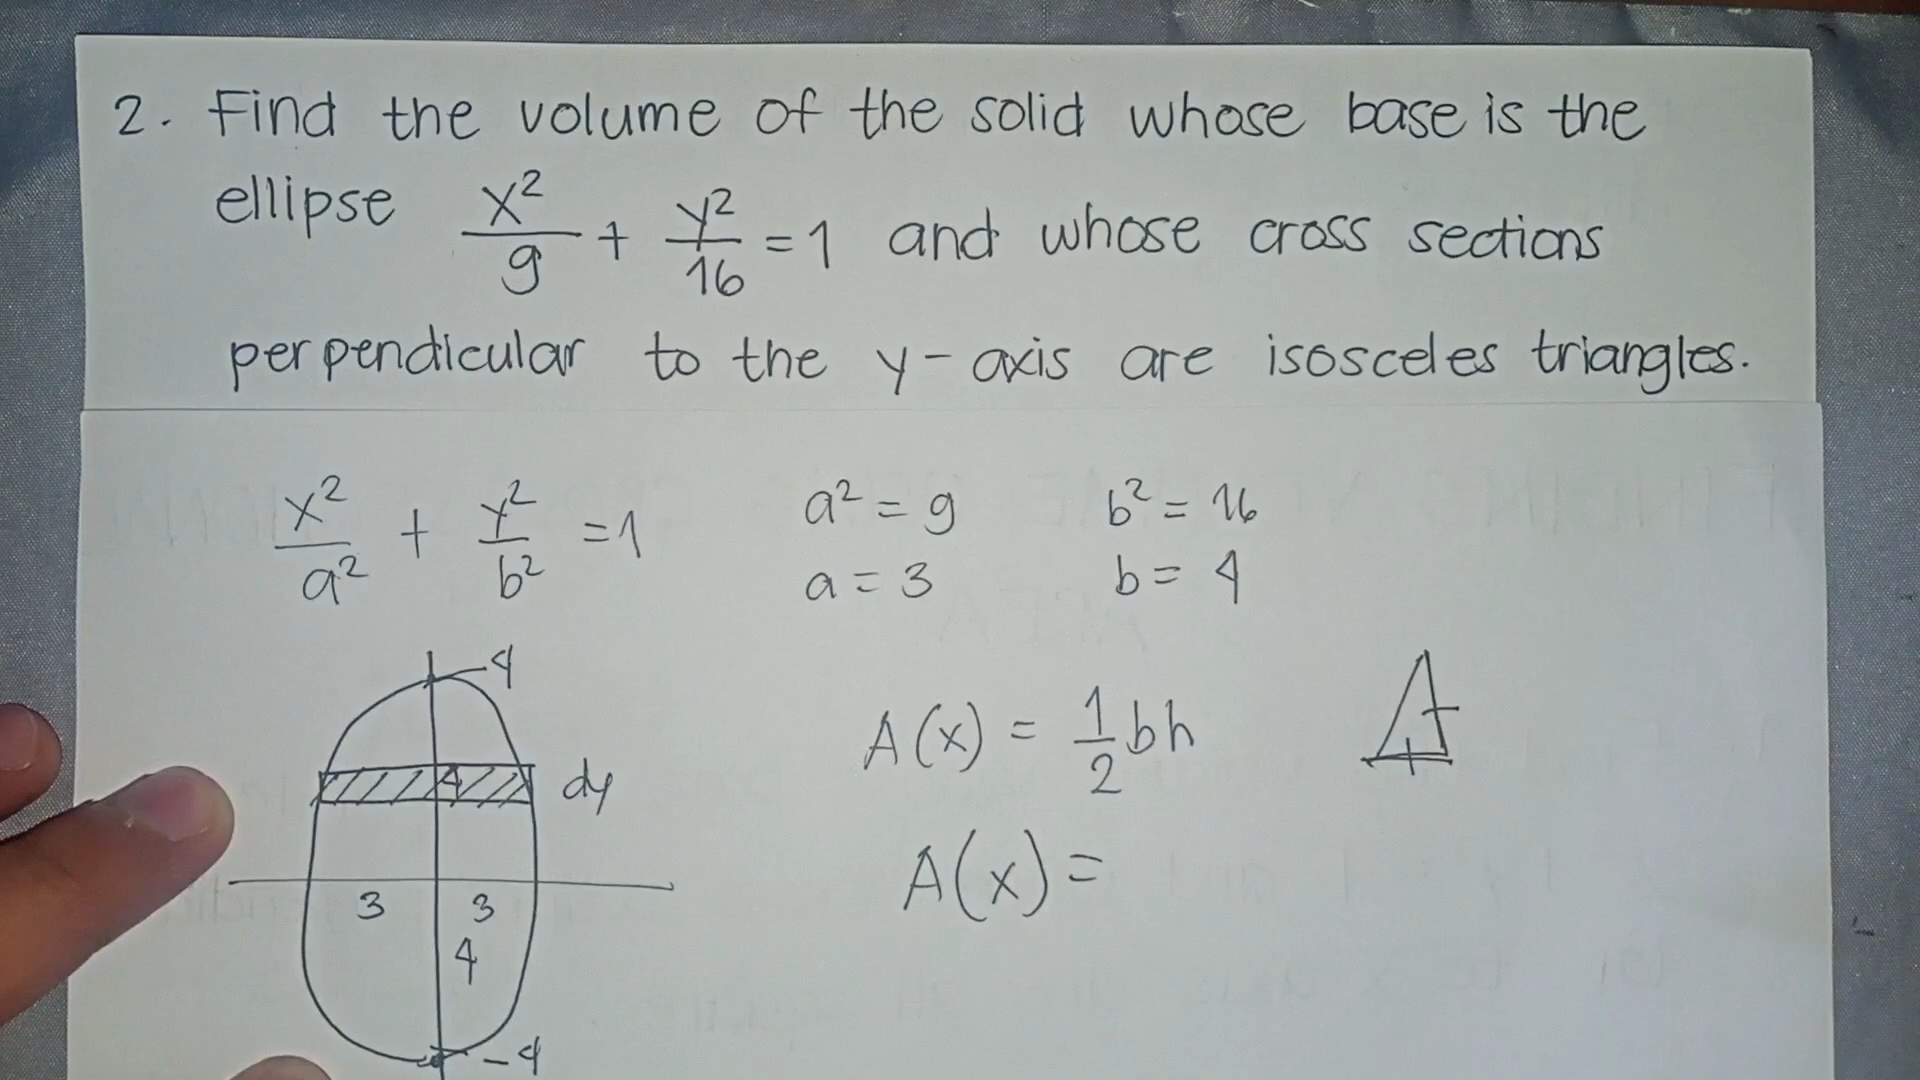 2. Find the volume of the solid whose base is the
ellipse x²/9 + y²/16 = 1 and whose cross sections
perpendicular to the y-axis are isosceles triangles.
x²/a² + y²/b² = 1
a² = 9
b² = 16
a = 3
b = 4
4
A(x) = 1/2 bh
dy
A(x) =
3
3
4
-4